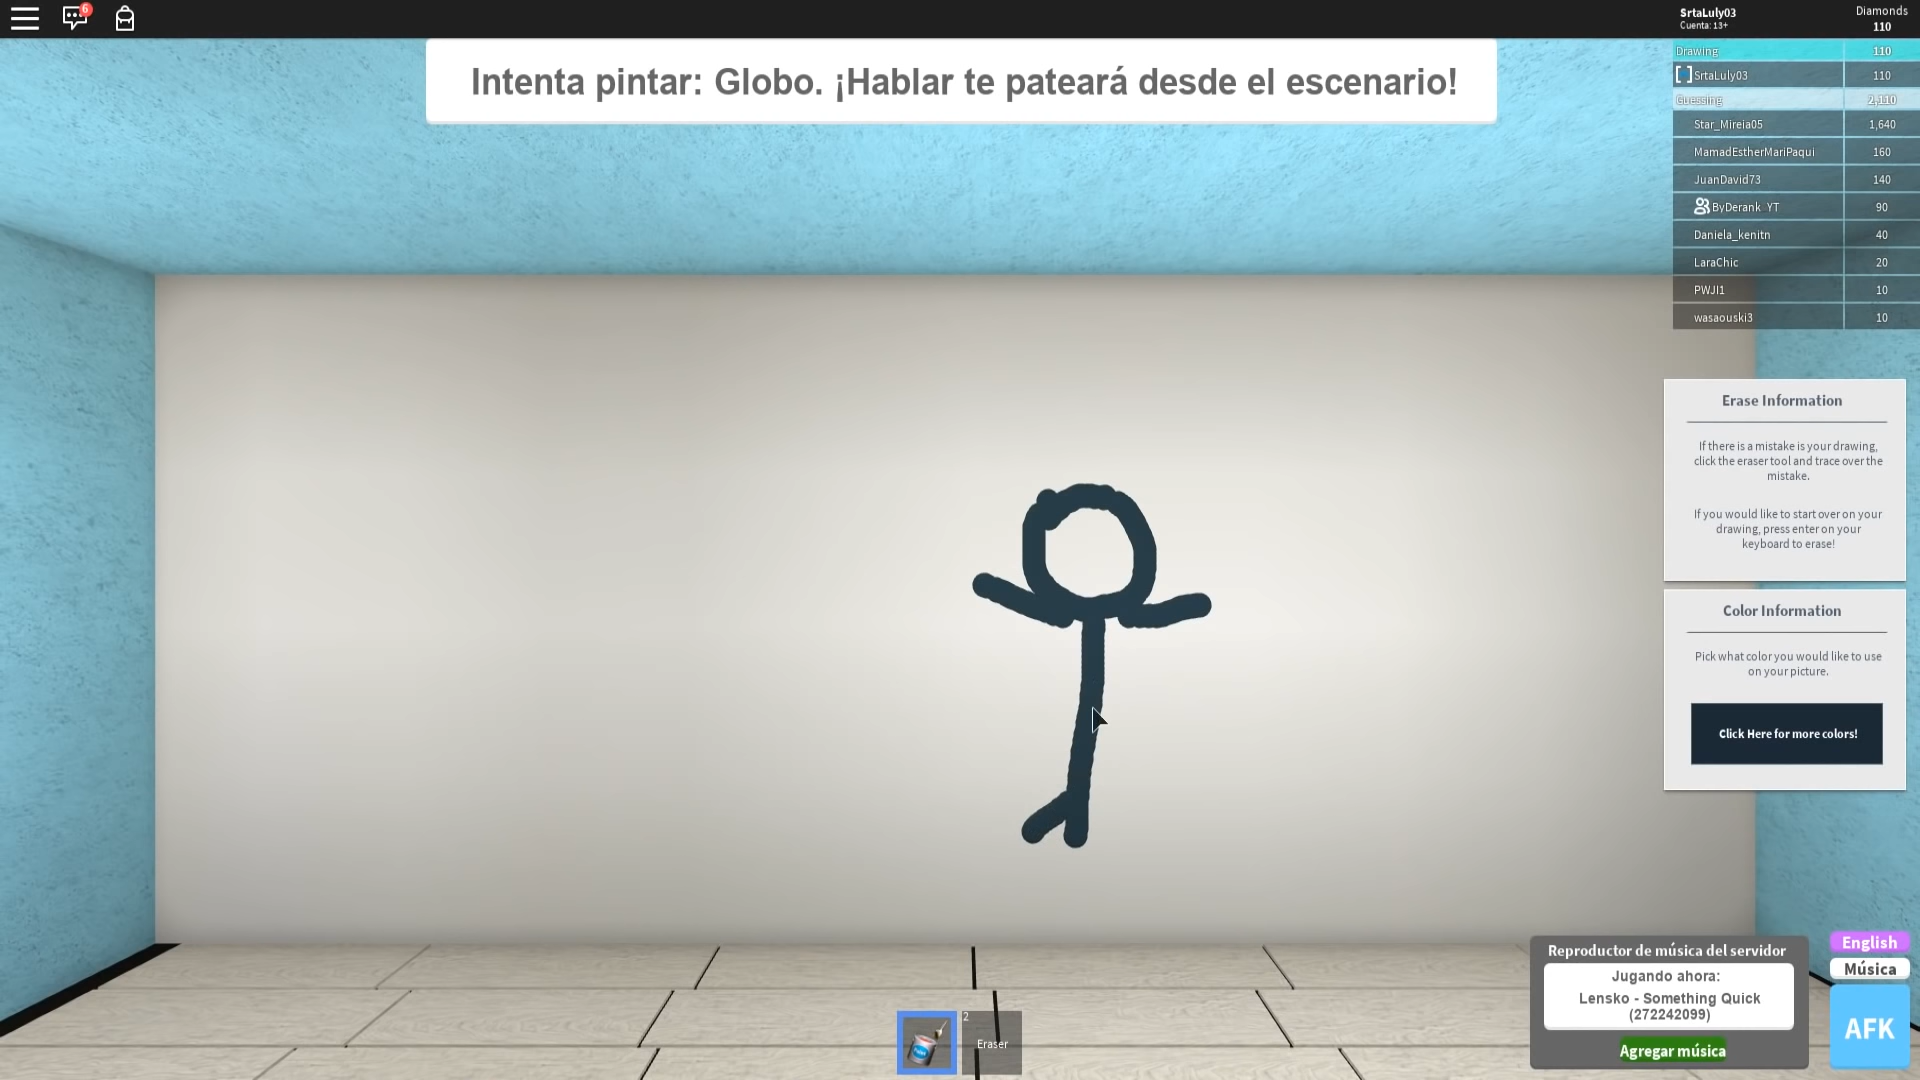 6
SrtaLuly03
Cuenta: 13+
Diamonds
110
Intenta pintar: Globo. ¡Hablar te pateará desde el escenario!
Drawing 110
SrtaLuly03 110
Guessing 2,110
Star_Mireia05 1,640
MamadEstherMariPaqui 160
JuanDavid73 140
ByDerank_YT 90
Daniela_kenitn 40
LaraChic 20
PWJI1 10
wasaouski3 10
Erase Information
If there is a mistake is your drawing,
click the eraser tool and trace over the
mistake.
If you would like to start over on your
drawing, press enter on your
keyboard to erase!
Color Information
Pick what color you would like to use
on your picture.
Click Here for more colors!
Reproductor de música del servidor
Jugando ahora:
Lensko - Something Quick
(272242099)
Agregar música
English
Música
AFK
2
Eraser